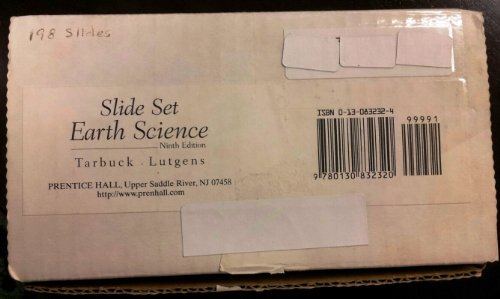 198 Slides
Slide Set
Earth Science
Ninth Edition
Tarbuck . Lutgens
PRENTICE HALL, Upper Saddle River, NJ 07458
http://www.prenhall.com
ISBN 0-13-083232-4
99991
9 780130 832320